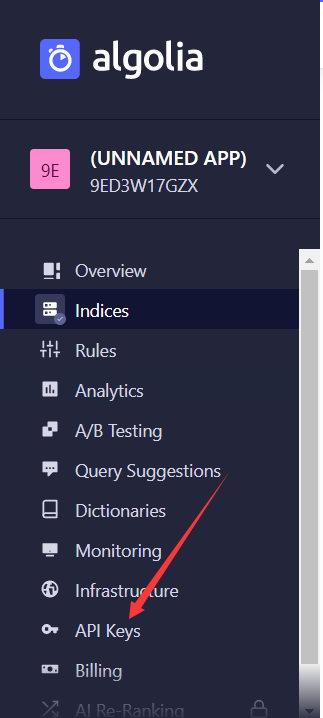 algolia
9E
(UNNAMED APP)
9ED3W17GZX
Overview
Indices
Rules
Analytics
A/B Testing
Query Suggestions
Dictionaries
Monitoring
Infrastructure
API Keys
Billing
AI Re-Ranking